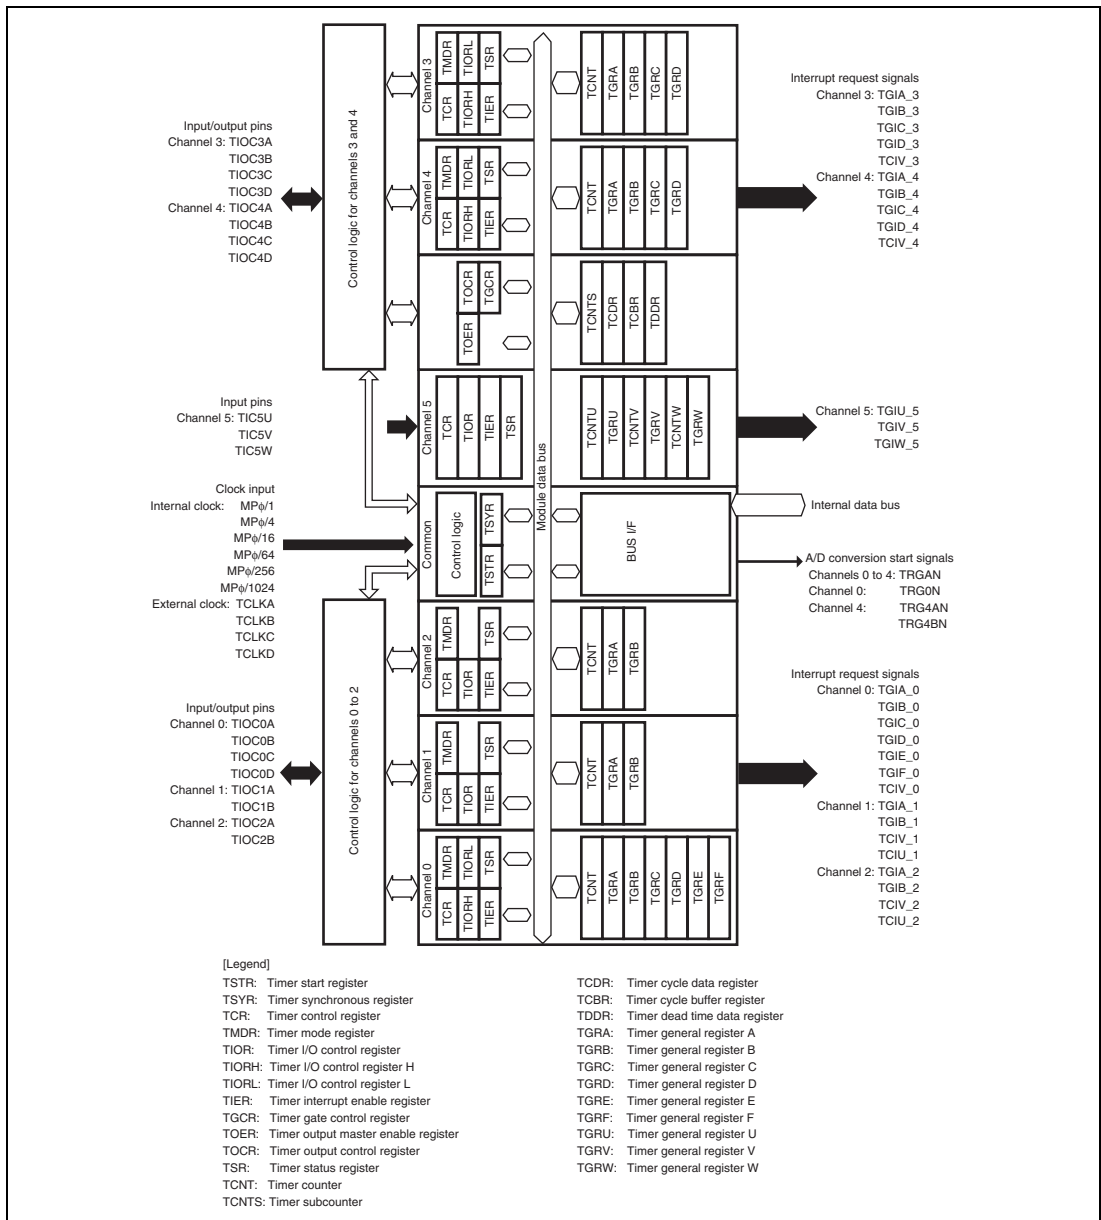 Input/output pins
Channel 3: TIOC3A
TIOC3B
TIOC3C
TIOC3D
Channel 4: TIOC4A
TIOC4B
TIOC4C
TIOC4D
Input pins
Channel 5: TIC5U
TIC5V
TIC5W
Clock input
Internal clock: MPφ/1
MPφ/4
MPφ/16
MPφ/64
MPφ/256
MPφ/1024
External clock: TCLKA
TCLKB
TCLKC
TCLKD
Input/output pins
Channel 0: TIOC0A
TIOC0B
TIOC0C
TIOC0D
Channel 1: TIOC1A
TIOC1B
Channel 2: TIOC2A
TIOC2B
Control logic for channels 3 and 4
Control logic for channels 0 to 2
Channel 3
TCR
TMDR
TIORH
TIORL
TIER
TSR
TCNT
TGRA
TGRB
TGRC
TGRD
Channel 4
TCR
TMDR
TIORH
TIORL
TIER
TSR
TCNT
TGRA
TGRB
TGRC
TGRD
TOER
TOCR
TGCR
TCNTS
TCDR
TCBR
TDDR
Channel 5
TCR
TIOR
TIER
TSR
TCNTU
TGRU
TCNTV
TGRV
TCNTW
TGRW
Module data bus
Common
Control logic
TSTR
TSYR
BUS I/F
Channel 2
TCR
TMDR
TIOR
TIER
TSR
TCNT
TGRA
TGRB
Channel 1
TCR
TMDR
TIOR
TIER
TSR
TCNT
TGRA
TGRB
Channel 0
TCR
TMDR
TIORH
TIORL
TIER
TSR
TCNT
TGRA
TGRB
TGRC
TGRD
TGRE
TGRF
Interrupt request signals
Channel 3: TGIA_3
TGIB_3
TGIC_3
TGID_3
TCIV_3
Channel 4: TGIA_4
TGIB_4
TGIC_4
TGID_4
TCIV_4
Channel 5: TGIU_5
TGIV_5
TGIW_5
Internal data bus
A/D conversion start signals
Channels 0 to 4: TRGAN
Channel 0: TRG0N
Channel 4: TRG4AN
TRG4BN
Interrupt request signals
Channel 0: TGIA_0
TGIB_0
TGIC_0
TGID_0
TGIE_0
TGIF_0
TCIV_0
Channel 1: TGIA_1
TGIB_1
TCIV_1
TCIU_1
Channel 2: TGIA_2
TGIB_2
TCIV_2
TCIU_2
[Legend]
TSTR: Timer start register
TSYR: Timer synchronous register
TCR: Timer control register
TMDR: Timer mode register
TIOR: Timer I/O control register
TIORH: Timer I/O control register H
TIORL: Timer I/O control register L
TIER: Timer interrupt enable register
TGCR: Timer gate control register
TOER: Timer output master enable register
TOCR: Timer output control register
TSR: Timer status register
TCNT: Timer counter
TCNTS: Timer subcounter
TCDR: Timer cycle data register
TCBR: Timer cycle buffer register
TDDR: Timer dead time data register
TGRA: Timer general register A
TGRB: Timer general register B
TGRC: Timer general register C
TGRD: Timer general register D
TGRE: Timer general register E
TGRF: Timer general register F
TGRU: Timer general register U
TGRV: Timer general register V
TGRW: Timer general register W